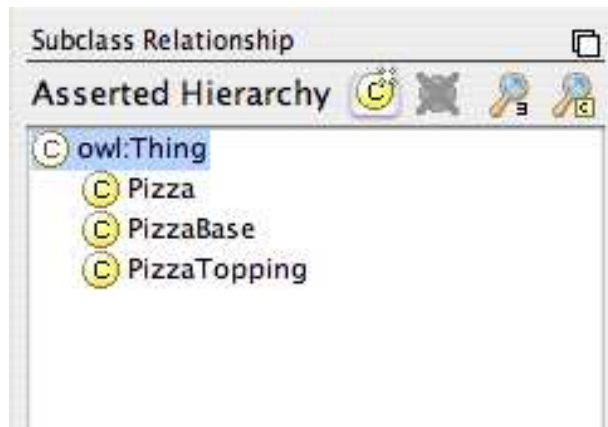 Subclass Relationship
Asserted Hierarchy C ∃ C
C owl:Thing
C Pizza
C PizzaBase
C PizzaTopping